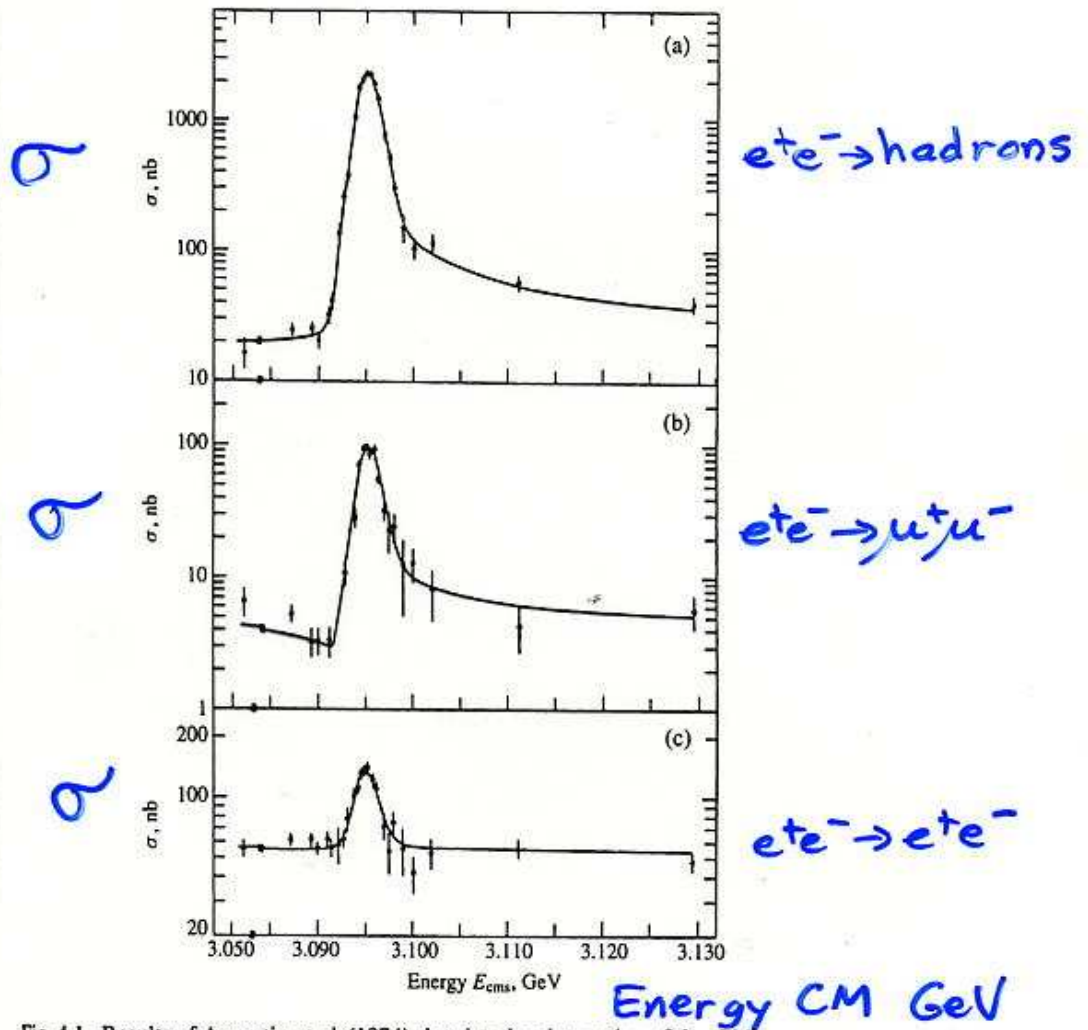 (a)
1000
100
10
σ, nb
σ
e⁺e⁻→hadrons
(b)
100
10
1
σ, nb
σ
e⁺e⁻→μ⁺μ⁻
(c)
200
100
20
σ, nb
σ
e⁺e⁻→e⁺e⁻
3.050 3.090 3.100 3.110 3.120 3.130
Energy E_cms, GeV
Energy CM GeV